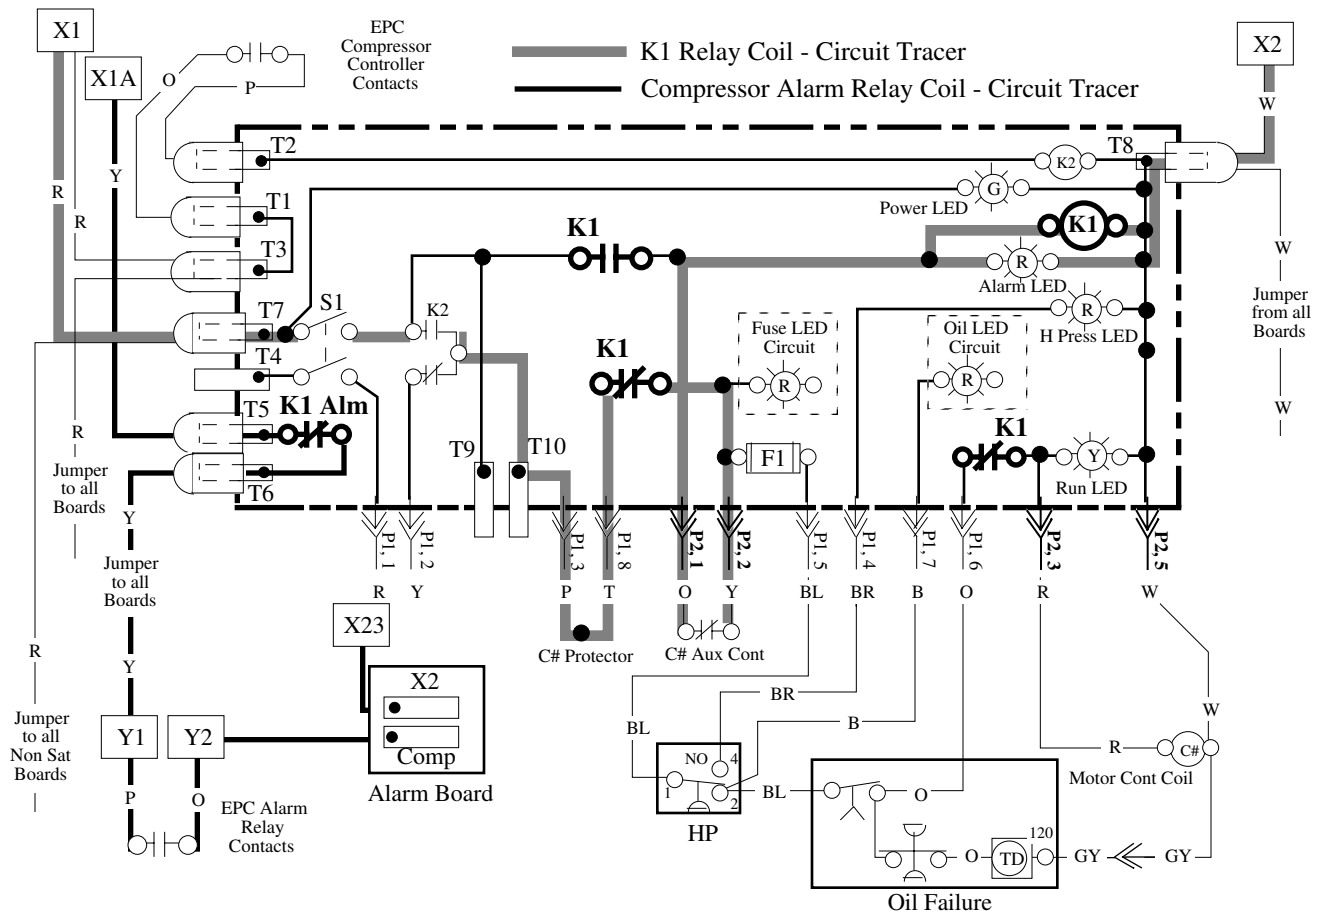 X1
X1A
EPC
Compressor
Controller
Contacts
K1 Relay Coil - Circuit Tracer
Compressor Alarm Relay Coil - Circuit Tracer
X2
O
P
W
T2
K2
T8
Y
R
R
T1
G
Power LED
K1
K1
T3
R
Alarm LED
W
T7
S1
K2
R
H Press LED
Jumper
from all
Boards
Fuse LED
Circuit
Oil LED
Circuit
T4
K1
R
R
W
T5
K1 Alm
K1
R
T9
T10
F1
Y
Run LED
Jumper
to all
Boards
T6
Y
P1, 1
P1, 2
P1, 3
P1, 8
P2, 1
P2, 2
P1, 5
P1, 4
P1, 7
P1, 6
P2, 3
P2, 5
Jumper
to all
Boards
R
Y
P
T
O
Y
BL
BR
B
O
R
W
X23
R
C# Protector
C# Aux Cont
Y
X2
BR
W
Jumper
to all
Non Sat
Boards
Y1
Y2
Comp
BL
B
R
C#
Motor Cont Coil
NO
4
1
2
BL
O
Alarm Board
P
O
EPC Alarm
Relay
Contacts
HP
120
O
TD
GY
GY
Oil Failure